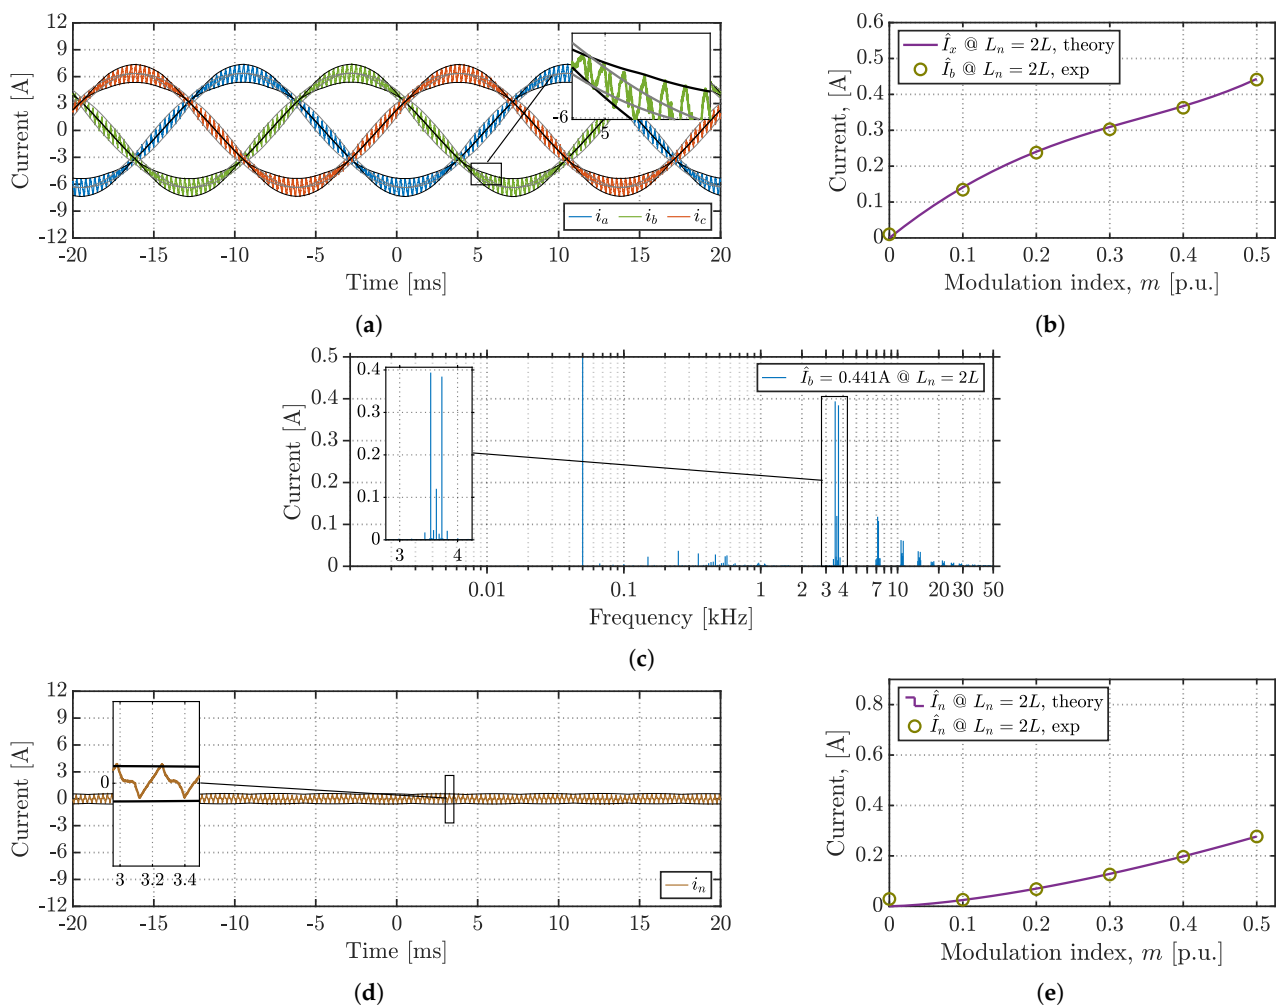 12
9
6
3
0
-3
-6
-9
-12
Current [A]
-6
5
i_a i_b i_c
-20 -15 -10 -5 0 5 10 15 20
Time [ms]
(a)
0.6
0.5
0.4
0.3
0.2
0.1
0
Current, [A]
Î_x @ L_n = 2L, theory
Î_b @ L_n = 2L, exp
0 0.1 0.2 0.3 0.4 0.5
Modulation index, m [p.u.]
(b)
0.5
0.4
0.3
0.2
0.1
0
Current [A]
0.4
0.3
0.2
0.1
0
3 4
Î_b = 0.441A @ L_n = 2L
0.01 0.1 1 2 3 4 7 10 20 30 50
Frequency [kHz]
(c)
12
9
6
3
0
-3
-6
-9
-12
Current [A]
0
3 3.2 3.4
i_n
-20 -15 -10 -5 0 5 10 15 20
Time [ms]
(d)
0.8
0.6
0.4
0.2
0
Current, [A]
Î_n @ L_n = 2L, theory
Î_n @ L_n = 2L, exp
0 0.1 0.2 0.3 0.4 0.5
Modulation index, m [p.u.]
(e)